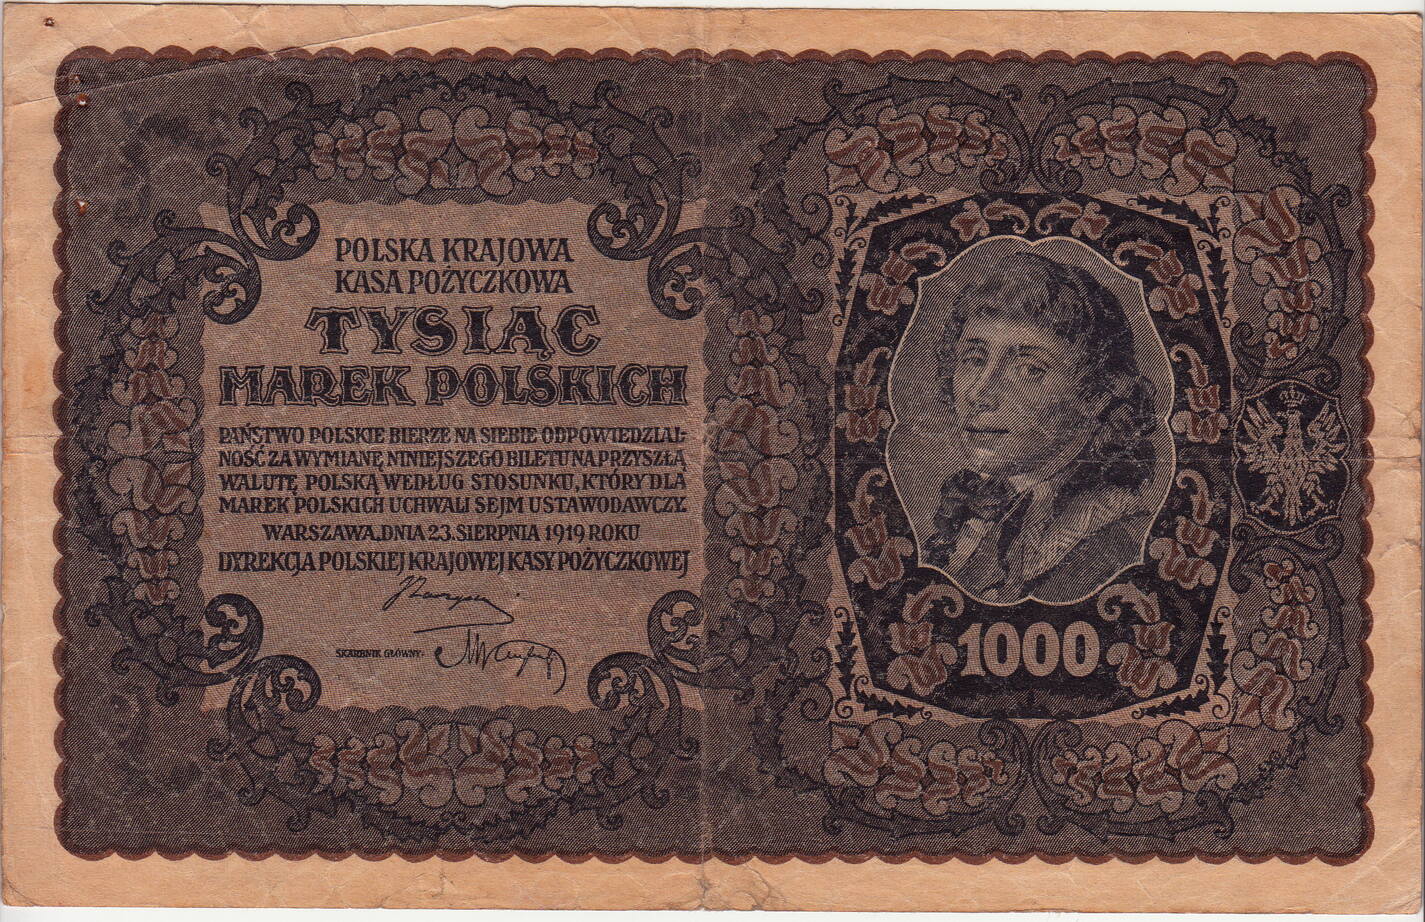 POLSKA KRAJOWA
KASA POŻYCZKOWA
TYSIĄC
MAREK POLSKICH
PAŃSTWO POLSKIE BIERZE NA SIEBIE ODPOWIEDZIAL-
NOŚĆ ZA WYMIANĘ NINIEJSZEGO BILETU NA PRZYSZŁĄ
WALUTĘ POLSKĄ WEDŁUG STOSUNKU, KTÓRY DLA
MAREK POLSKICH UCHWALI SEJM USTAWODAWCZY.
WARSZAWA, DNIA 23. SIERPNIA 1919 ROKU
DYREKCJA POLSKIEJ KRAJOWEJ KASY POŻYCZKOWEJ
SKARBNIK GŁÓWNY·
1000